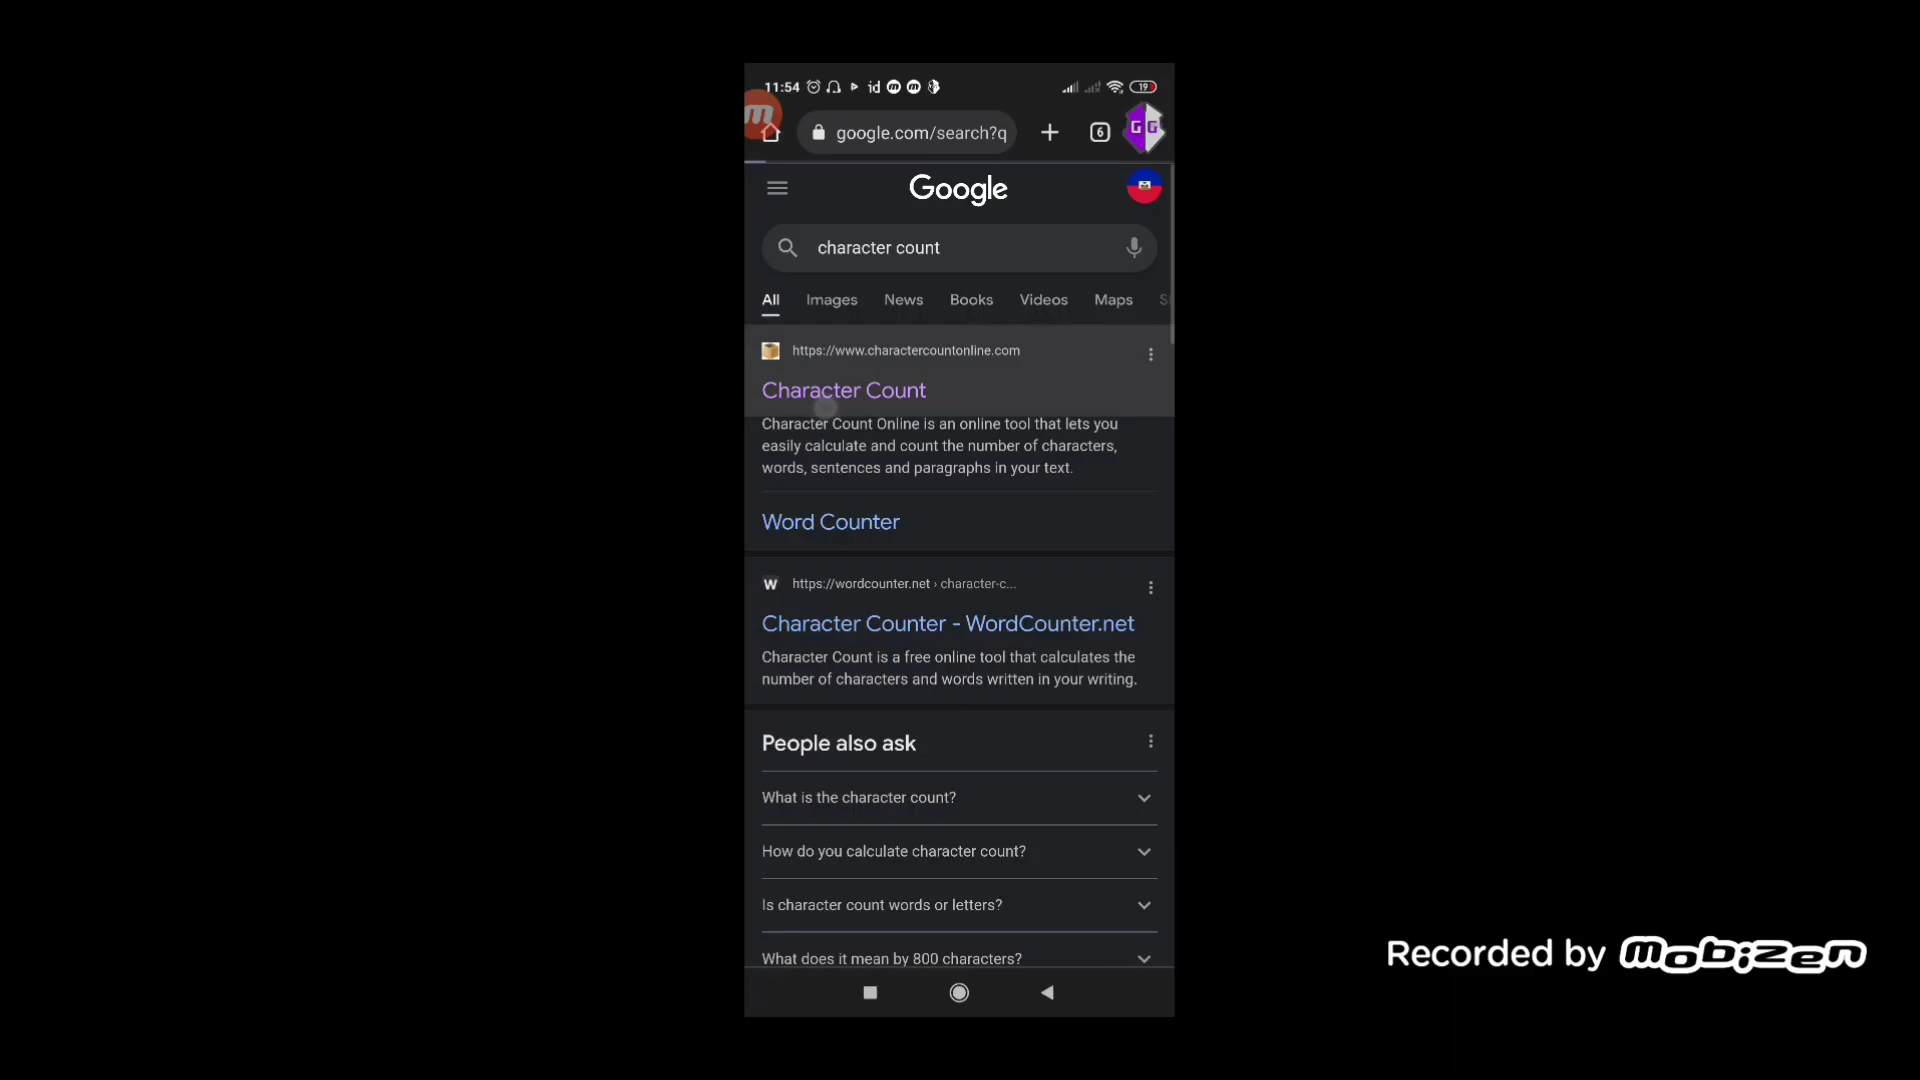 11:54 id 19
google.com/search?q 6 GG
Google
character count
All Images News Books Videos Maps
https://www.charactercountonline.com
Character Count
Character Count Online is an online tool that lets you
easily calculate and count the number of characters,
words, sentences and paragraphs in your text.
Word Counter
W https://wordcounter.net › character-c...
Character Counter - WordCounter.net
Character Count is a free online tool that calculates the
number of characters and words written in your writing.
People also ask
What is the character count?
How do you calculate character count?
Is character count words or letters?
What does it mean by 800 characters?
Recorded by mobizen